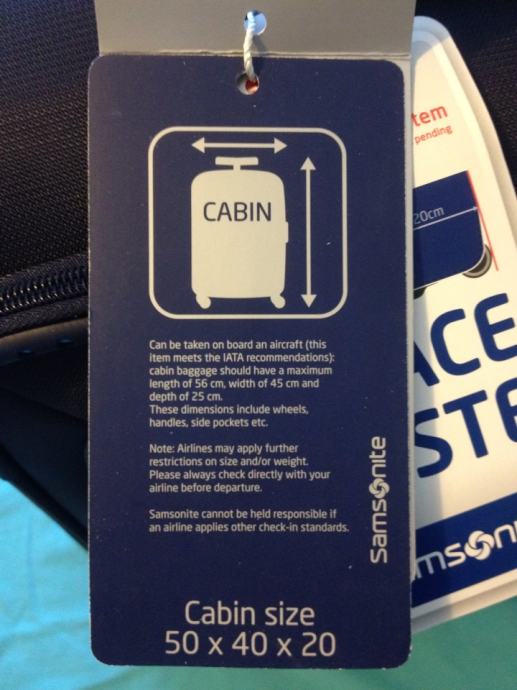 CABIN
Can be taken on board an aircraft (this
item meets the IATA recommendations):
cabin baggage should have a maximum
length of 56 cm, width of 45 cm and
depth of 25 cm.
These dimensions include wheels,
handles, side pockets etc.
Note: Airlines may apply further
restrictions on size and/or weight.
Please always check directly with your
airline before departure.
Samsonite cannot be held responsible if
an airline applies other check-in standards.
Samsonite
Cabin size
50 x 40 x 20
tem
pending
20cm
ACE
STE
mson